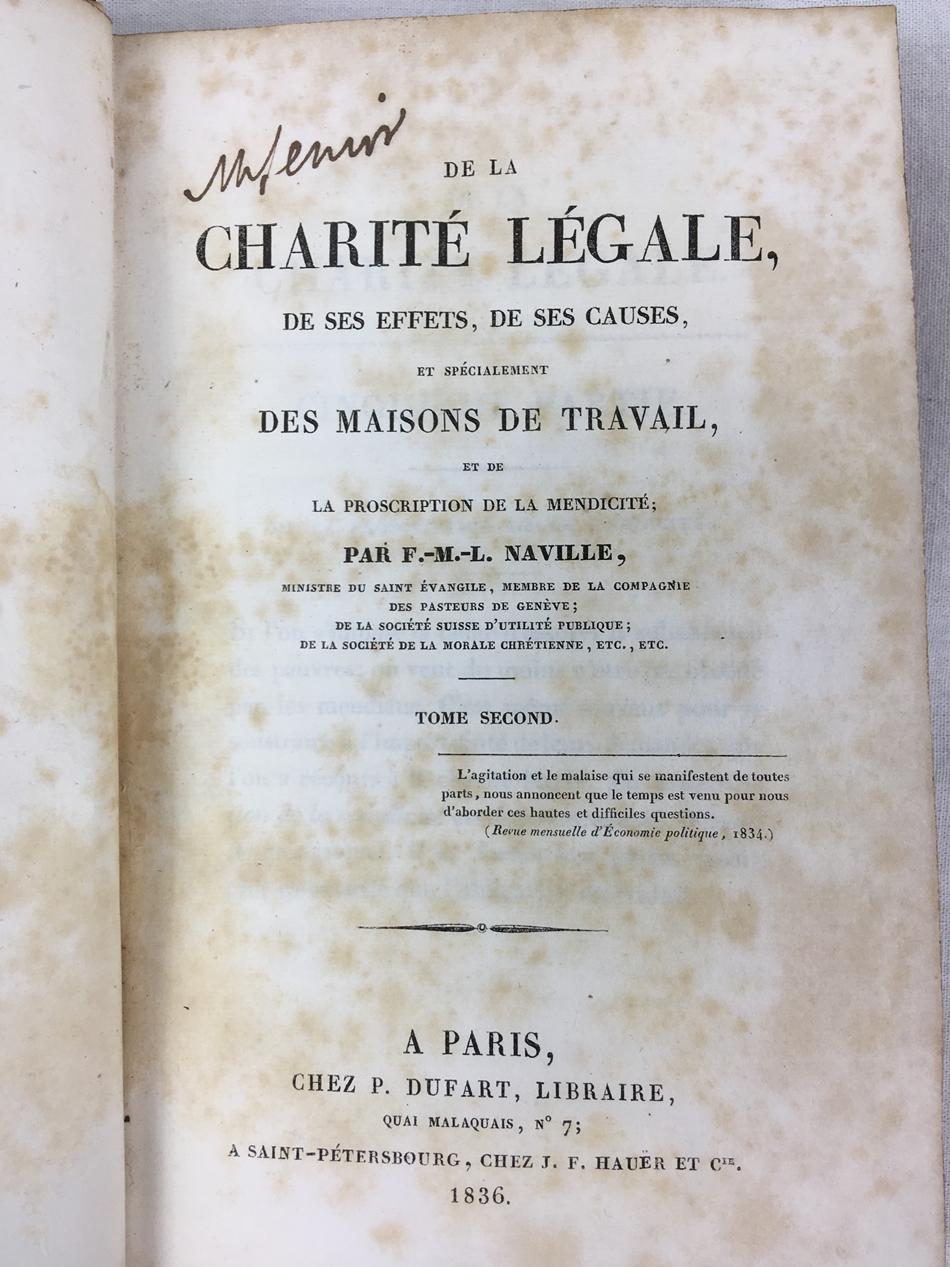 DE LA
CHARITÉ LÉGALE,
DE SES EFFETS, DE SES CAUSES,
ET SPÉCIALEMENT
DES MAISONS DE TRAVAIL,
ET DE
LA PROSCRIPTION DE LA MENDICITÉ;
PAR F.-M.-L. NAVILLE,
MINISTRE DU SAINT ÉVANGILE, MEMBRE DE LA COMPAGNIE
DES PASTEURS DE GENÈVE;
DE LA SOCIÉTÉ SUISSE D'UTILITÉ PUBLIQUE;
DE LA SOCIÉTÉ DE LA MORALE CHRÉTIENNE, ETC., ETC.
TOME SECOND.
L'agitation et le malaise qui se manifestent de toutes
parts, nous annoncent que le temps est venu pour nous
d'aborder ces hautes et difficiles questions.
(Revue mensuelle d'Économie politique, 1834.)
A PARIS,
CHEZ P. DUFART, LIBRAIRE,
QUAI MALAQUAIS, N° 7;
A SAINT-PÉTERSBOURG, CHEZ J. F. HAUËR ET CIE.
1836.